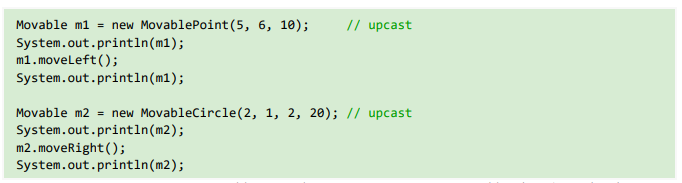 Movable m1 = new MovablePoint(5, 6, 10);     // upcast
System.out.println(m1);
m1.moveLeft();
System.out.println(m1);

Movable m2 = new MovableCircle(2, 1, 2, 20); // upcast
System.out.println(m2);
m2.moveRight();
System.out.println(m2);